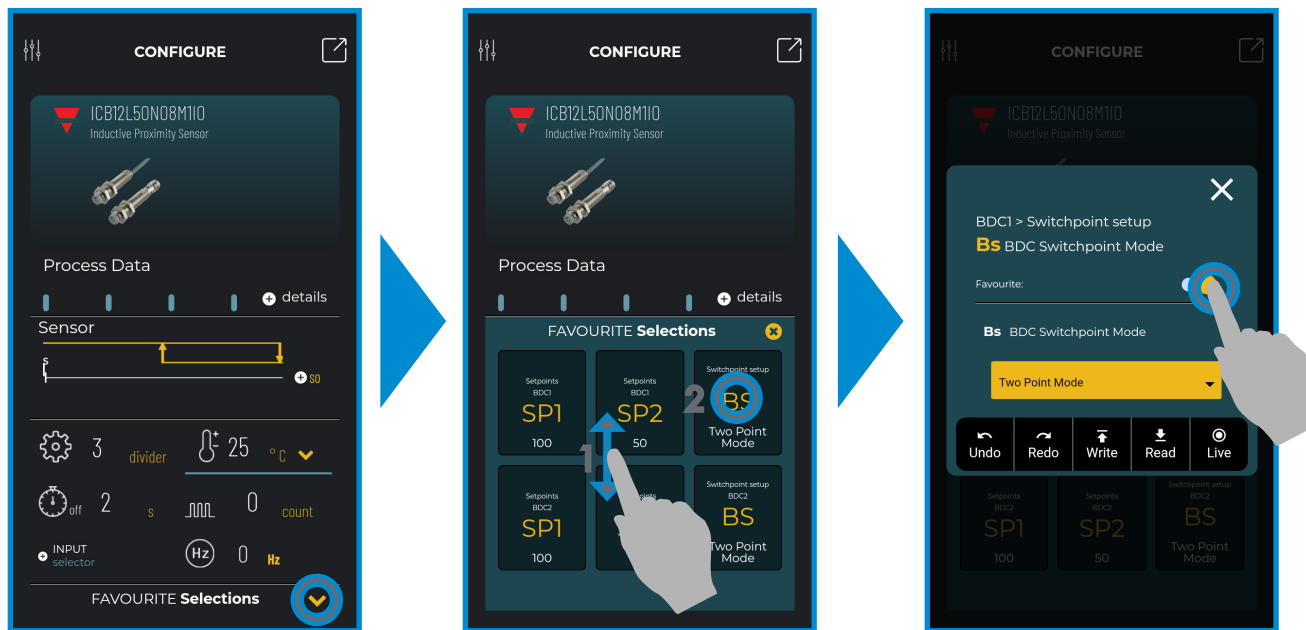 CONFIGURE
ICB12L50N08M1IO
Inductive Proximity Sensor
Process Data
details
Sensor
S
SO
3 divider
25 °C
off 2 s
0 count
INPUT
selector
Hz 0 Hz
FAVOURITE Selections
CONFIGURE
ICB12L50N08M1IO
Inductive Proximity Sensor
Process Data
details
FAVOURITE Selections
Setpoints
BDC1
SP1
100
Setpoints
BDC1
SP2
50
Switchpoint setup
BS
Two Point
Mode
1
2
Setpoints
BDC2
SP1
100
Switchpoint setup
BDC2
BS
Two Point
Mode
CONFIGURE
ICB12L50N08M1IO
Inductive Proximity Sensor
BDC1 > Switchpoint setup
Bs BDC Switchpoint Mode
Favourite:
Bs BDC Switchpoint Mode
Two Point Mode
Undo Redo Write Read Live
Setpoints
BDC2
SP1
100
Setpoints
BDC2
SP2
50
Switchpoint setup
BDC2
BS
Two Point
Mode